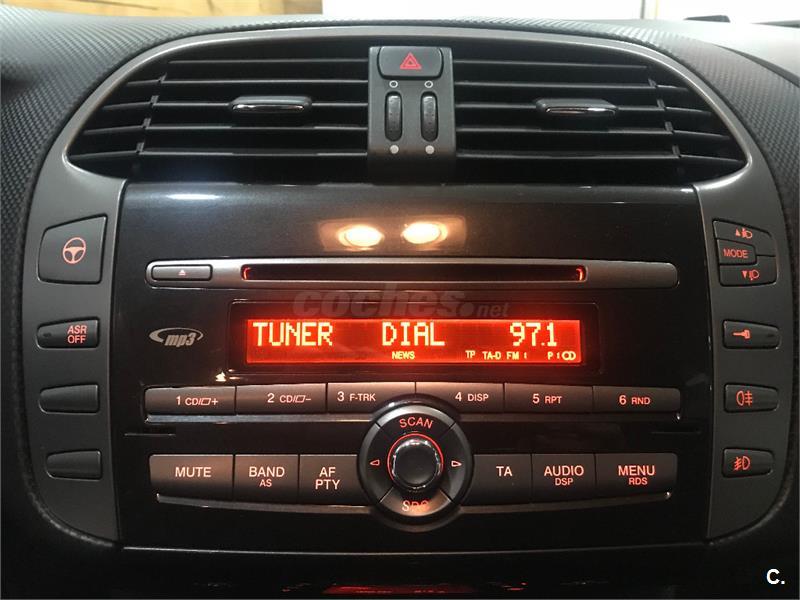 MODE
ASR
OFF
coches.net
mp3
TUNER DIAL 97.1
NEWS TP TA-D FM 1 P 1
1 CD/+
2 CD/-
3 F-TRK
4 DISP
5 RPT
6 RND
SCAN
MUTE
BAND
AS
AF
PTY
TA
AUDIO
DSP
MENU
RDS
SRC
C.